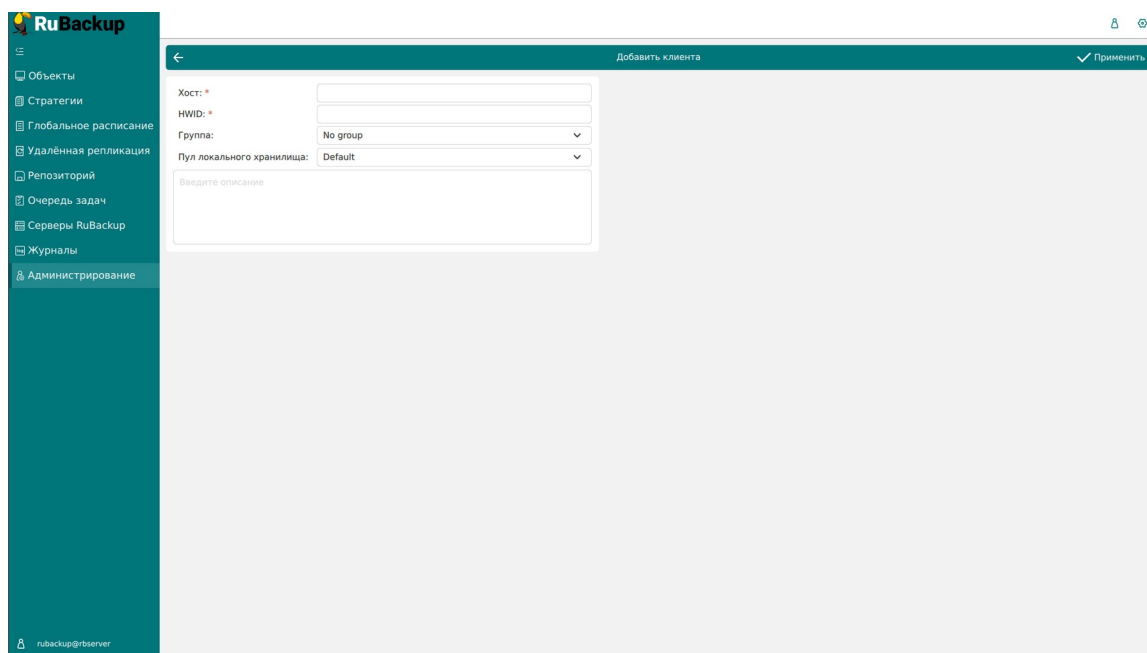 RuBackup
Объекты
Стратегии
Глобальное расписание
Удалённая репликация
Репозиторий
Очередь задач
Серверы RuBackup
Журналы
Администрирование
rubackup@rbserver
Добавить клиента
Применить
Хост: *
HWID: *
Группа: No group
Пул локального хранилища: Default
Введите описание